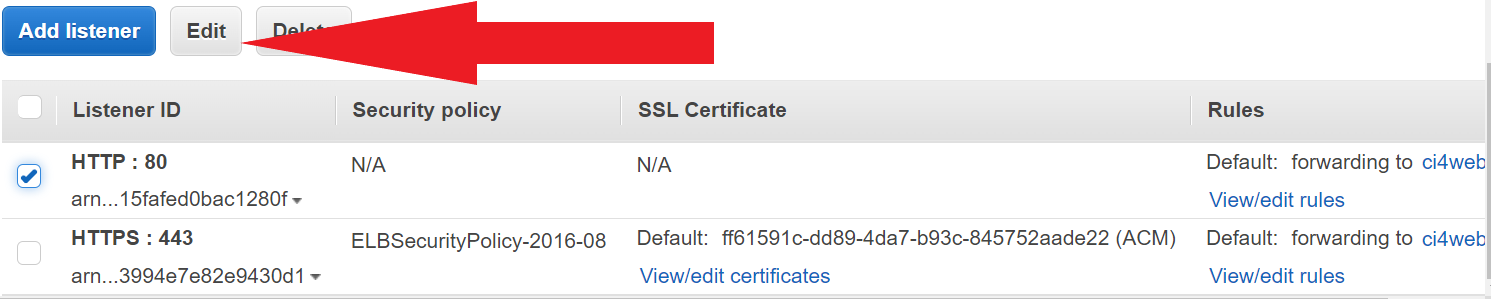 Add listener Edit Delete
Listener ID Security policy SSL Certificate Rules
HTTP : 80 N/A N/A Default: forwarding to ci4web
arn...15fafed0bac1280f View/edit rules
HTTPS : 443 ELBSecurityPolicy-2016-08 Default: ff61591c-dd89-4da7-b93c-845752aade22 (ACM) Default: forwarding to ci4web
arn...3994e7e82e9430d1 View/edit certificates View/edit rules